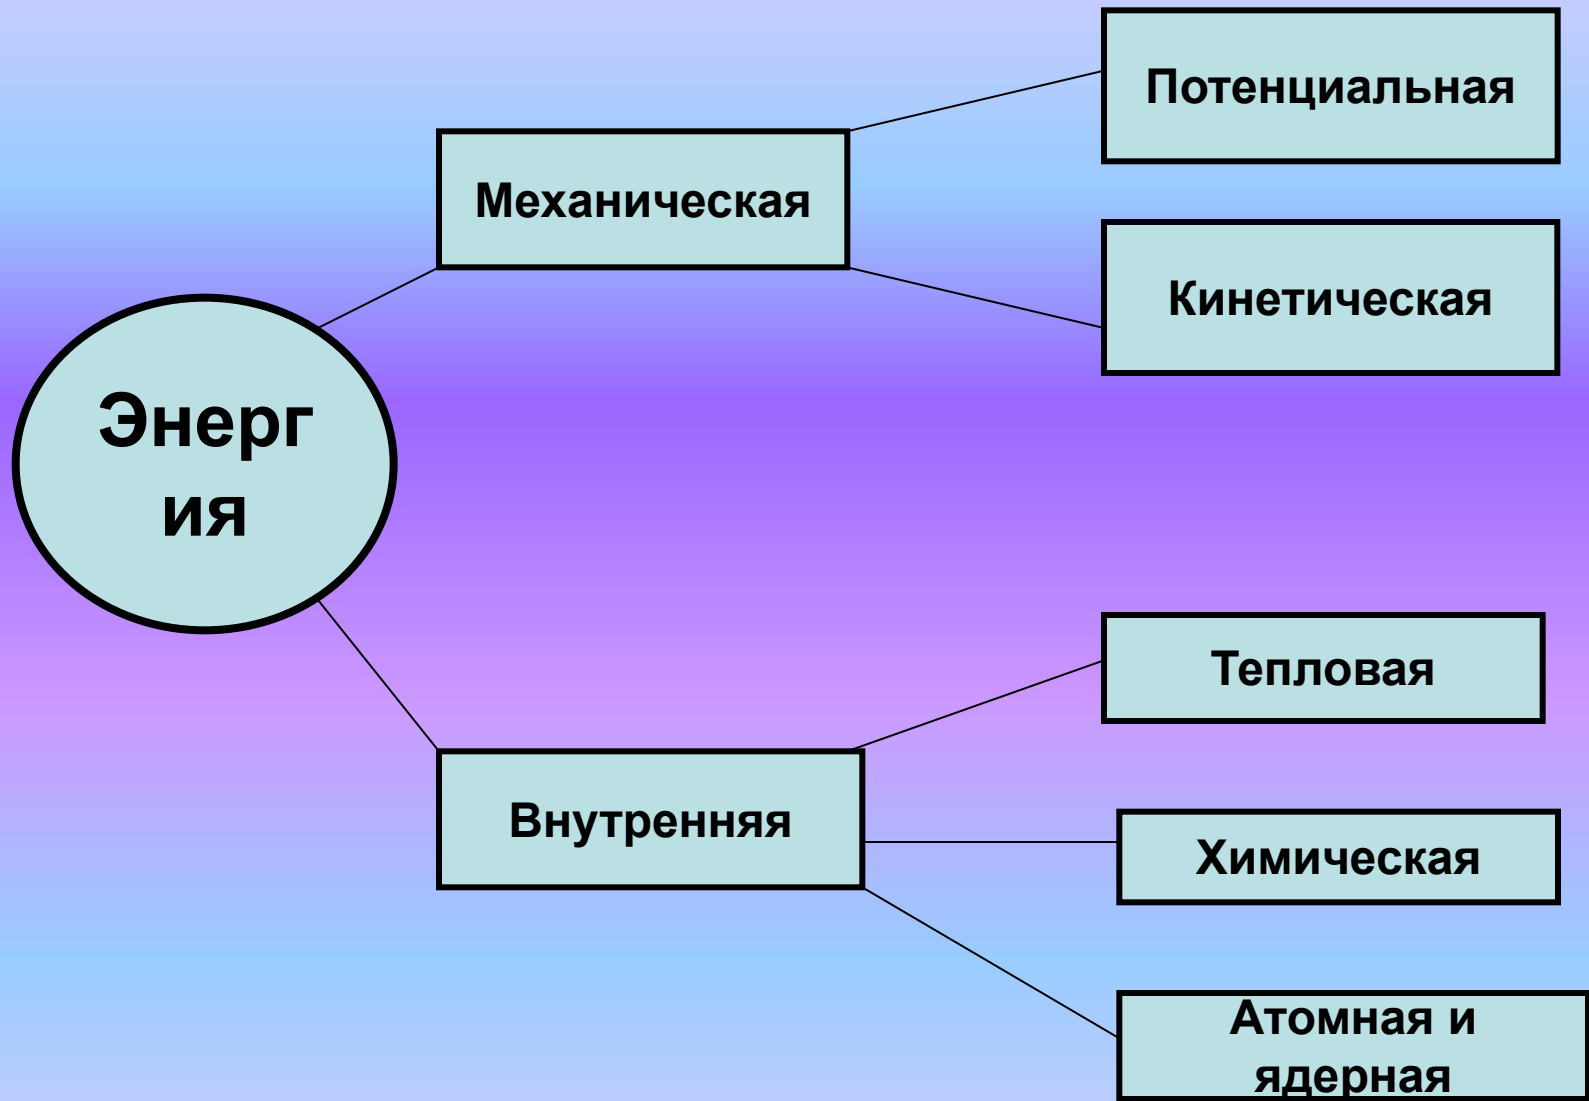 Потенциальная
Механическая
Кинетическая
Энерг
ия
Тепловая
Внутренняя
Химическая
Атомная и
ядерная